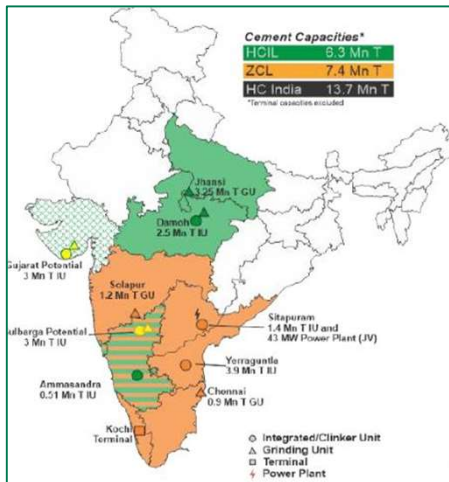 Cement Capacities*
HCIL 6.3 Mn T
ZCL 7.4 Mn T
HC India 13.7 Mn T
*Terminal capacities excluded
Jhansi
3.25 Mn T GU
Damoh
2.5 Mn T IU
Gujarat Potential
3 Mn T IU
Solapur
1.2 Mn T GU
ulbarga Potential
3 Mn T IU
Sitapuram
1.4 Mn T IU and
43 MW Power Plant (JV)
Yerraguntla
3.9 Mn T IU
Ammasandra
0.51 Mn T IU
Chennai
0.9 Mn T GU
Kochi
Terminal
Integrated/Clinker Unit
Grinding Unit
Terminal
Power Plant